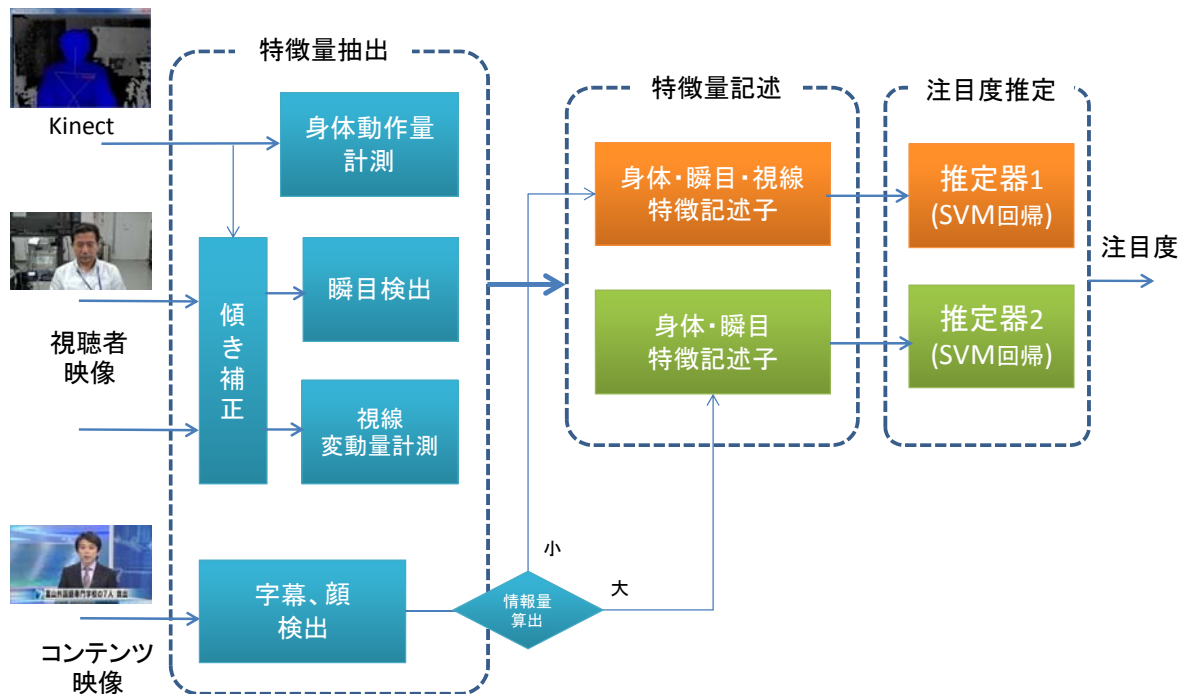 特徴量抽出
Kinect
身体動作量
計測
視聴者
映像
傾き補正
瞬目検出
視線
変動量計測
コンテンツ
映像
字幕、顔
検出
情報量
算出
小
大
特徴量記述
身体・瞬目・視線
特徴記述子
身体・瞬目
特徴記述子
注目度推定
推定器1
(SVM回帰)
推定器2
(SVM回帰)
注目度